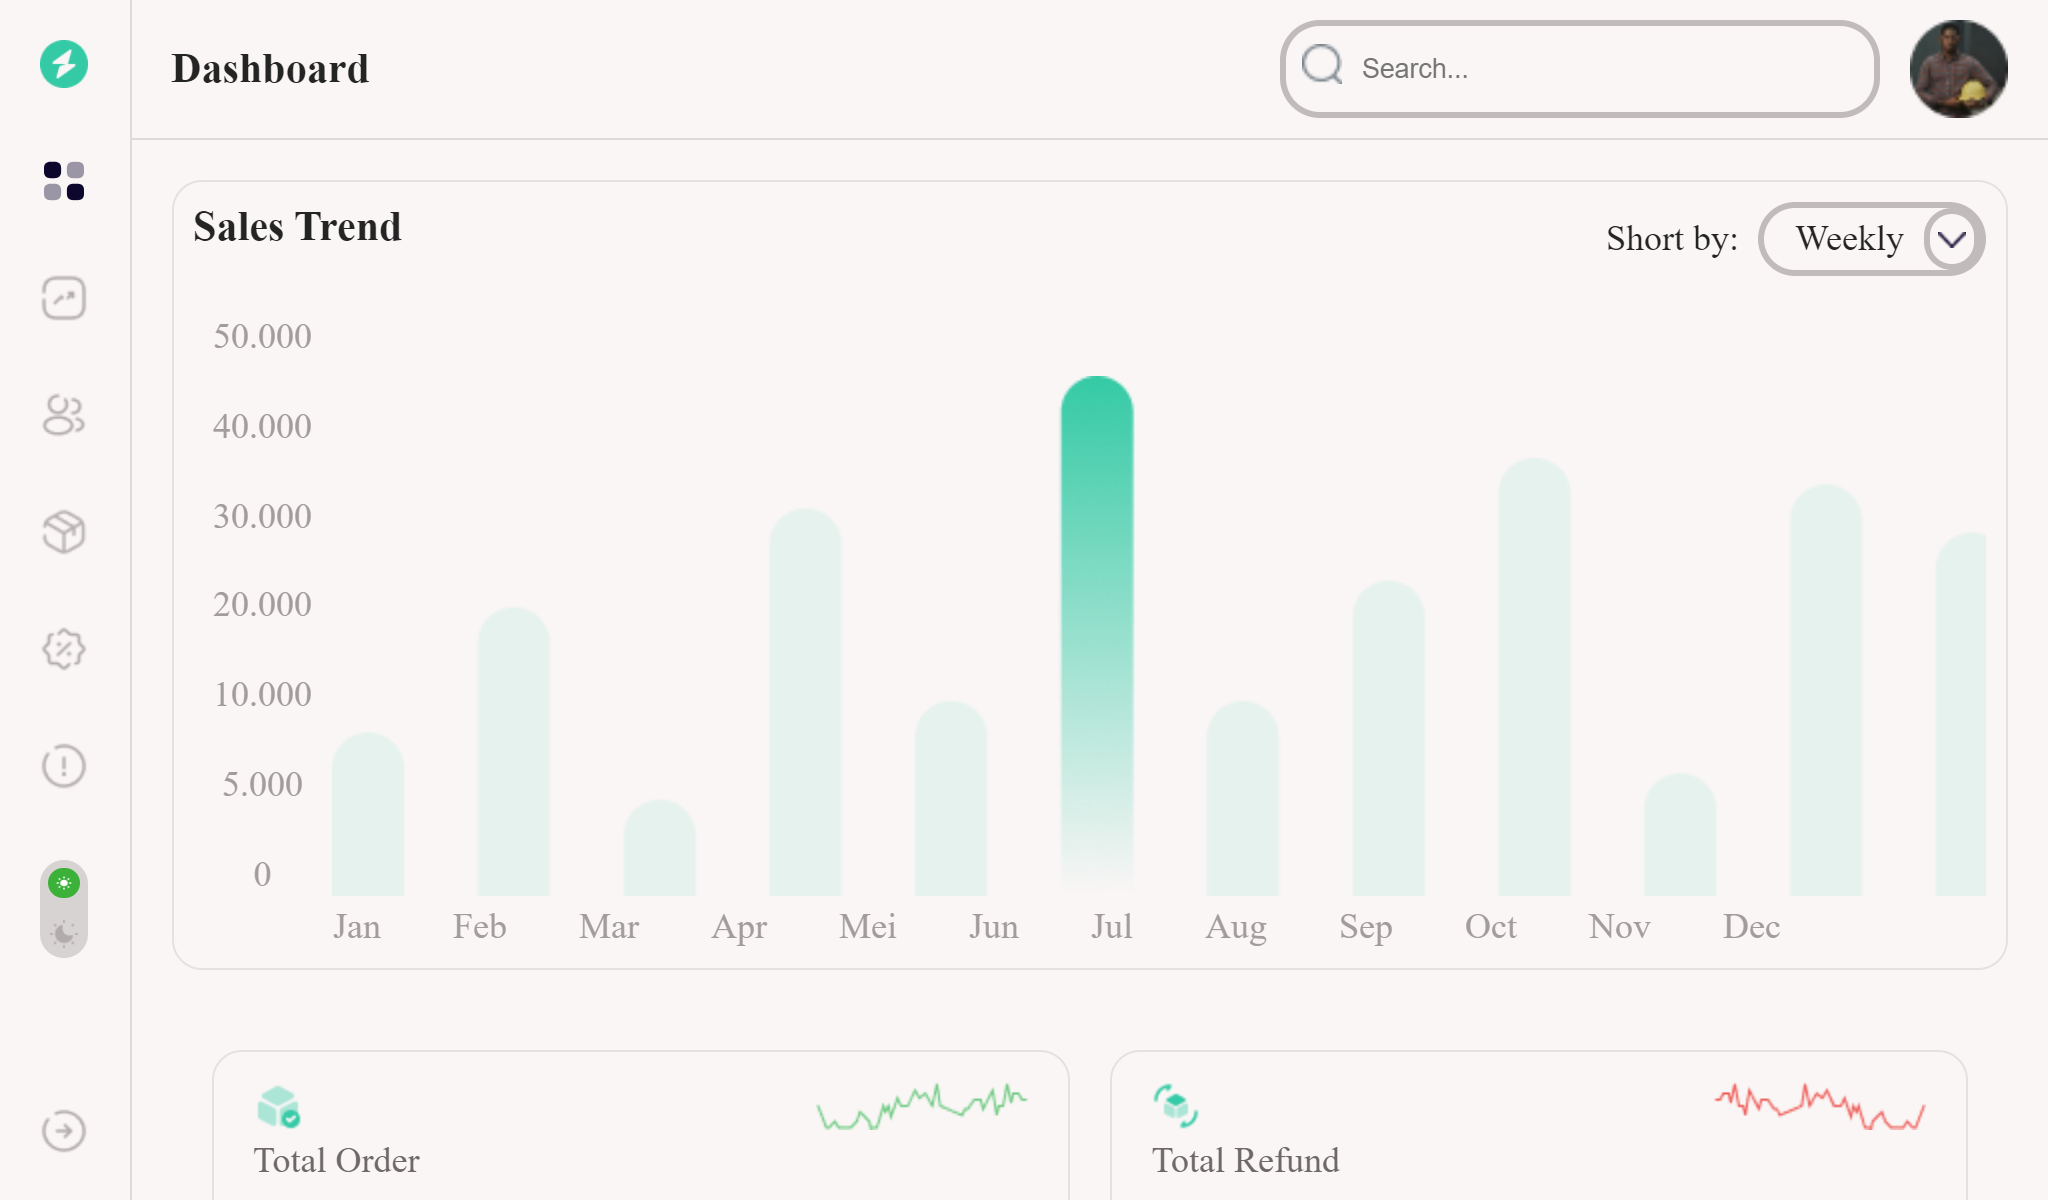 Dashboard
Search...
Sales Trend
Short by:
Weekly
50.000
40.000
30.000
20.000
10.000
5.000
0
Jan Feb Mar Apr Mei Jun Jul Aug Sep Oct Nov Dec
Total Order
Total Refund